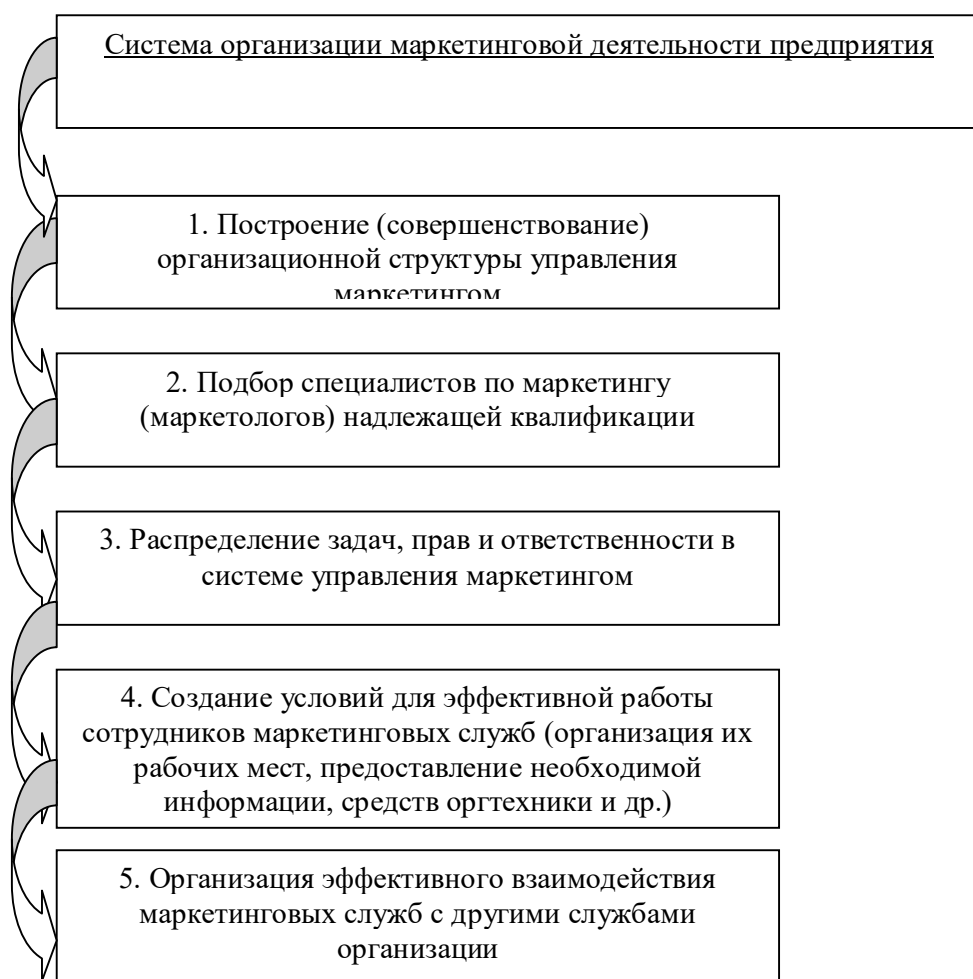 Система организации маркетинговой деятельности предприятия
1. Построение (совершенствование)
организационной структуры управления
маркетингом
2. Подбор специалистов по маркетингу
(маркетологов) надлежащей квалификации
3. Распределение задач, прав и ответственности в
системе управления маркетингом
4. Создание условий для эффективной работы
сотрудников маркетинговых служб (организация их
рабочих мест, предоставление необходимой
информации, средств оргтехники и др.)
5. Организация эффективного взаимодействия
маркетинговых служб с другими службами
организации